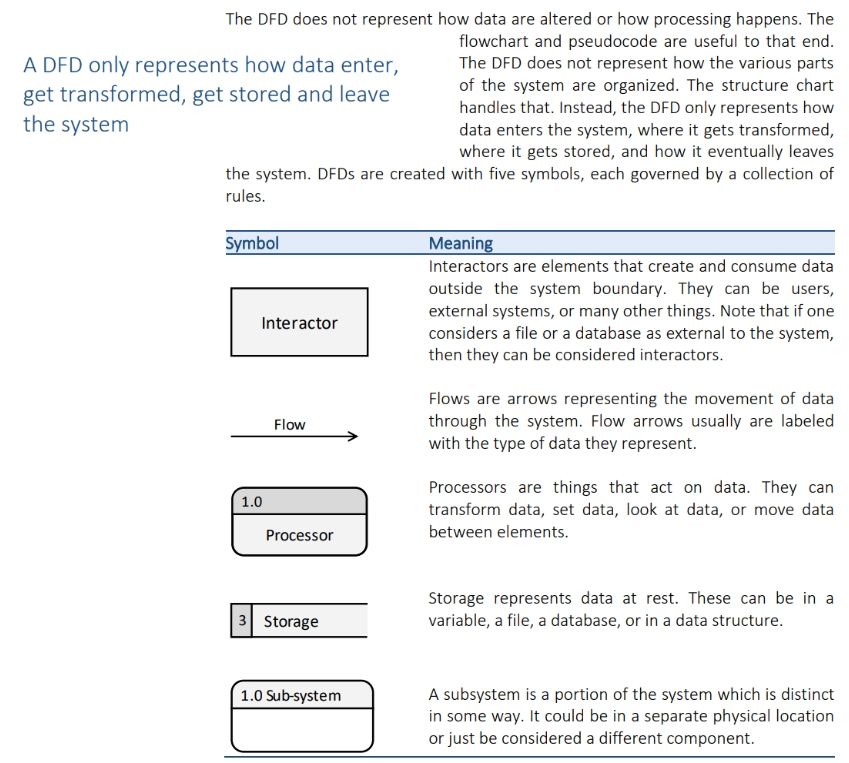 The DFD does not represent how data are altered or how processing happens. The
flowchart and pseudocode are useful to that end.
A DFD only represents how data enter,
get transformed, get stored and leave
the system
The DFD does not represent how the various parts
of the system are organized. The structure chart
handles that. Instead, the DFD only represents how
data enters the system, where it gets transformed,
where it gets stored, and how it eventually leaves
the system. DFDs are created with five symbols, each governed by a collection of
rules.
Symbol Meaning
Interactor
Interactors are elements that create and consume data
outside the system boundary. They can be users,
external systems, or many other things. Note that if one
considers a file or a database as external to the system,
then they can be considered interactors.
Flow
Flows are arrows representing the movement of data
through the system. Flow arrows usually are labeled
with the type of data they represent.
1.0
Processor
Processors are things that act on data. They can
transform data, set data, look at data, or move data
between elements.
3 Storage
Storage represents data at rest. These can be in a
variable, a file, a database, or in a data structure.
1.0 Sub-system
A subsystem is a portion of the system which is distinct
in some way. It could be in a separate physical location
or just be considered a different component.